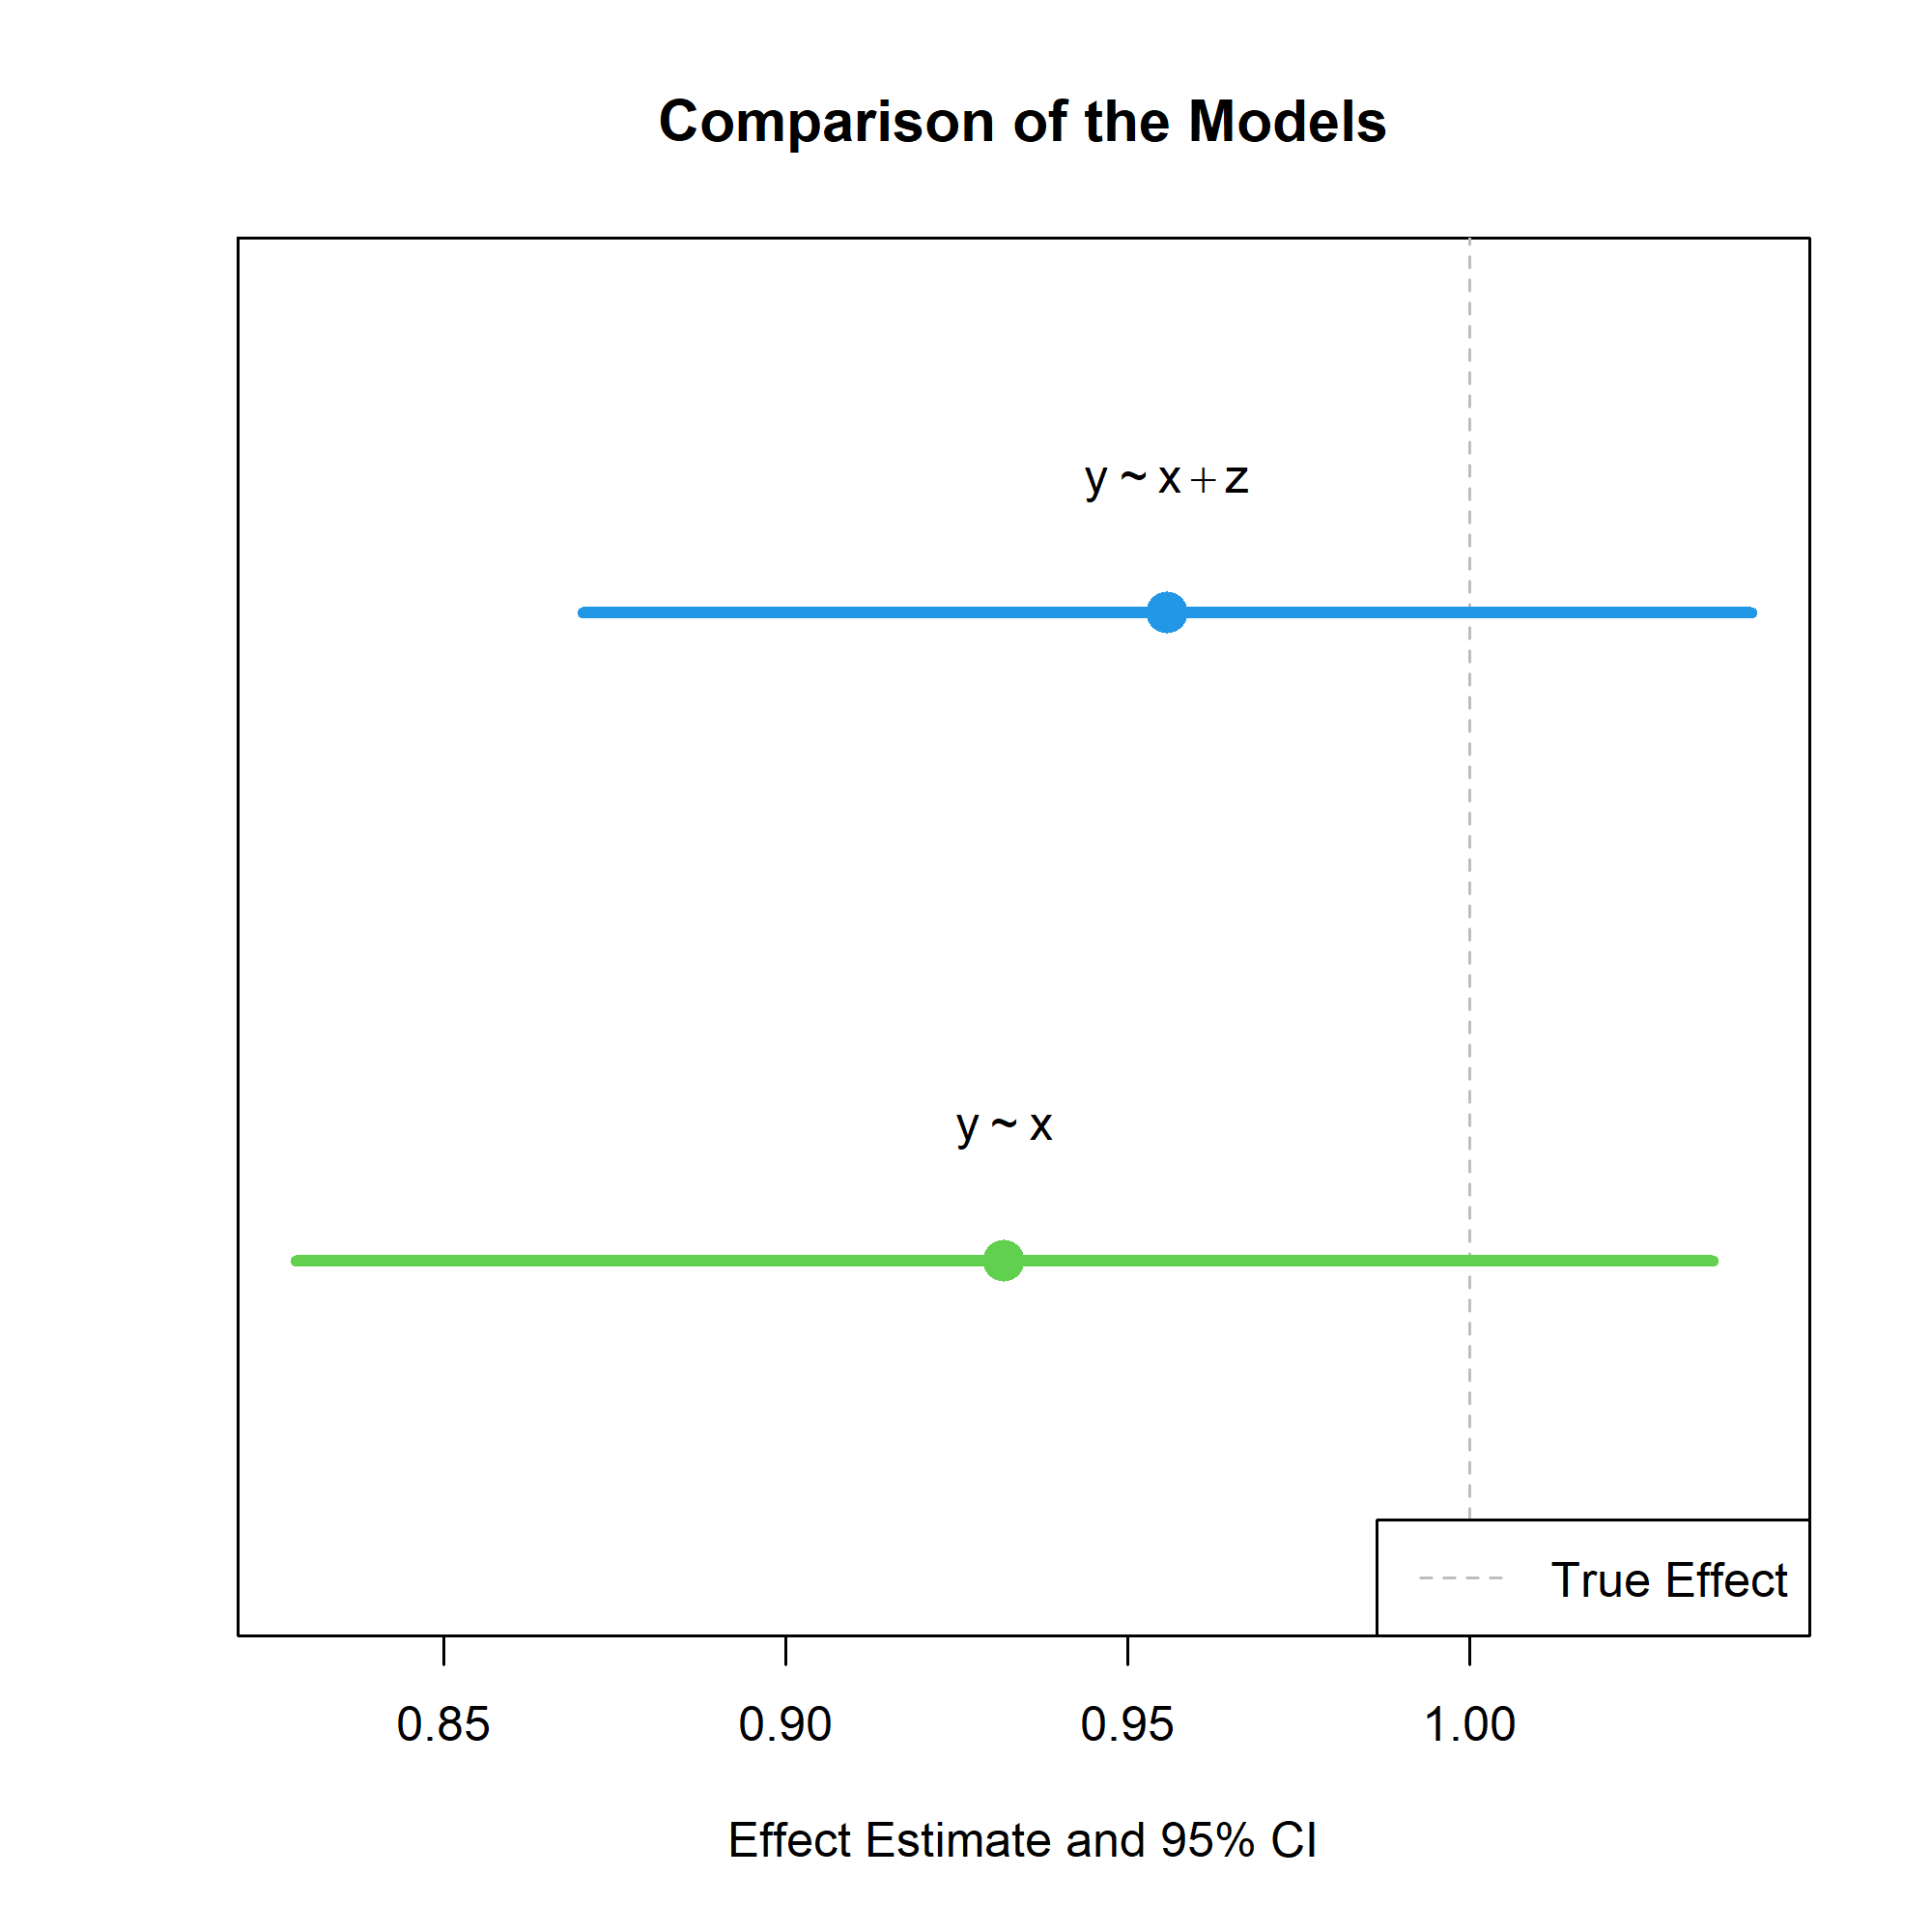 Comparison of the Models
y ~ x + z
y ~ x
True Effect
0.85 0.90 0.95 1.00
Effect Estimate and 95% CI